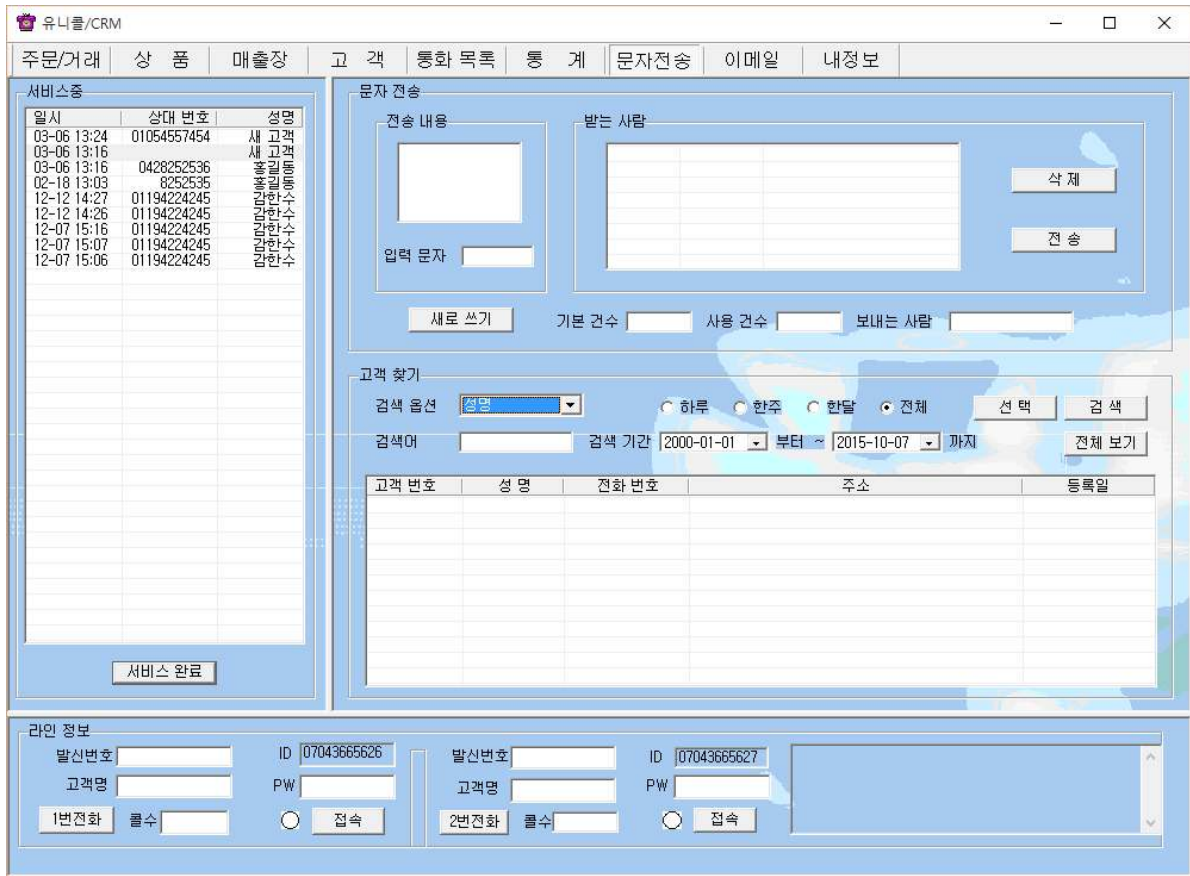 유니콜/CRM
주문/거래 상 품 매출장 고 객 통화 목록 통 계 문자전송 이메일 내정보
서비스중
일시 상대 번호 성명
03-06 13:24 01054557454 새 고객
03-06 13:16 새 고객
03-06 13:16 0428252536 홍길동
02-18 13:03 8252535 홍길동
12-12 14:27 01194224245 감한수
12-12 14:26 01194224245 감한수
12-07 15:16 01194224245 감한수
12-07 15:07 01194224245 감한수
12-07 15:06 01194224245 감한수
서비스 완료
문자 전송
전송 내용
입력 문자
받는 사람
삭 제
전 송
새로 쓰기 기본 건수 사용 건수 보내는 사람
고객 찾기
검색 옵션 성명 하루 한주 한달 전체 선 택 검 색
검색어 검색 기간 2000-01-01 부터 ~ 2015-10-07 까지 전체 보기
고객 번호 성 명 전화 번호 주소 등록일
라인 정보
발신번호 ID 07043665626
고객명 PW
1번전화 콜수 접속
발신번호 ID 07043665627
고객명 PW
2번전화 콜수 접속